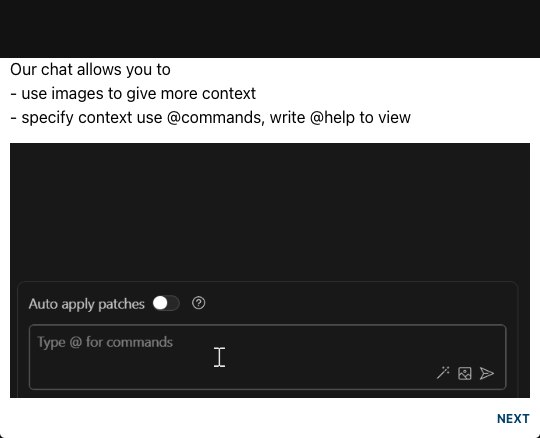 Our chat allows you to
- use images to give more context
- specify context use @commands, write @help to view
Auto apply patches
Type @ for commands
NEXT